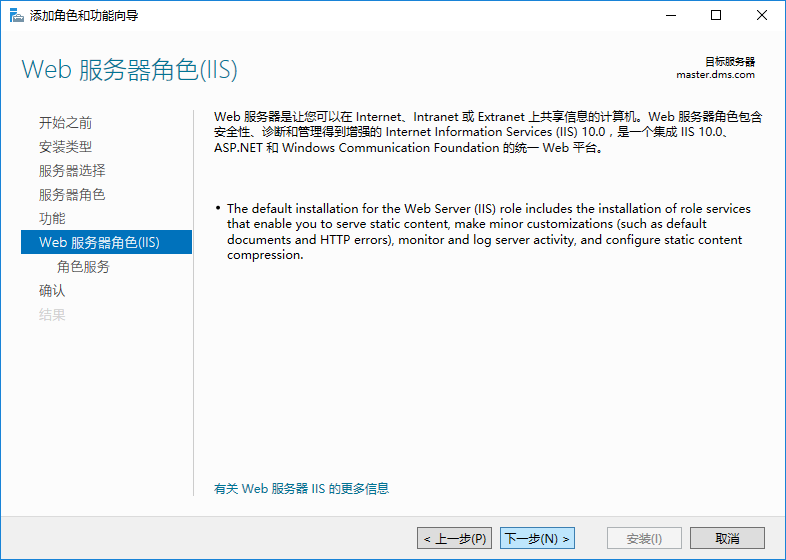 添加角色和功能向导
Web 服务器角色(IIS)
目标服务器
master.dms.com
开始之前
安装类型
服务器选择
服务器角色
功能
Web 服务器角色(IIS)
角色服务
确认
结果
Web 服务器是让您可以在 Internet、Intranet 或 Extranet 上共享信息的计算机。Web 服务器角色包含
安全性、诊断和管理得到增强的 Internet Information Services (IIS) 10.0，是一个集成 IIS 10.0、
ASP.NET 和 Windows Communication Foundation 的统一 Web 平台。
• The default installation for the Web Server (IIS) role includes the installation of role services
that enable you to serve static content, make minor customizations (such as default
documents and HTTP errors), monitor and log server activity, and configure static content
compression.
有关 Web 服务器 IIS 的更多信息
< 上一步(P)
下一步(N) >
安装(I)
取消